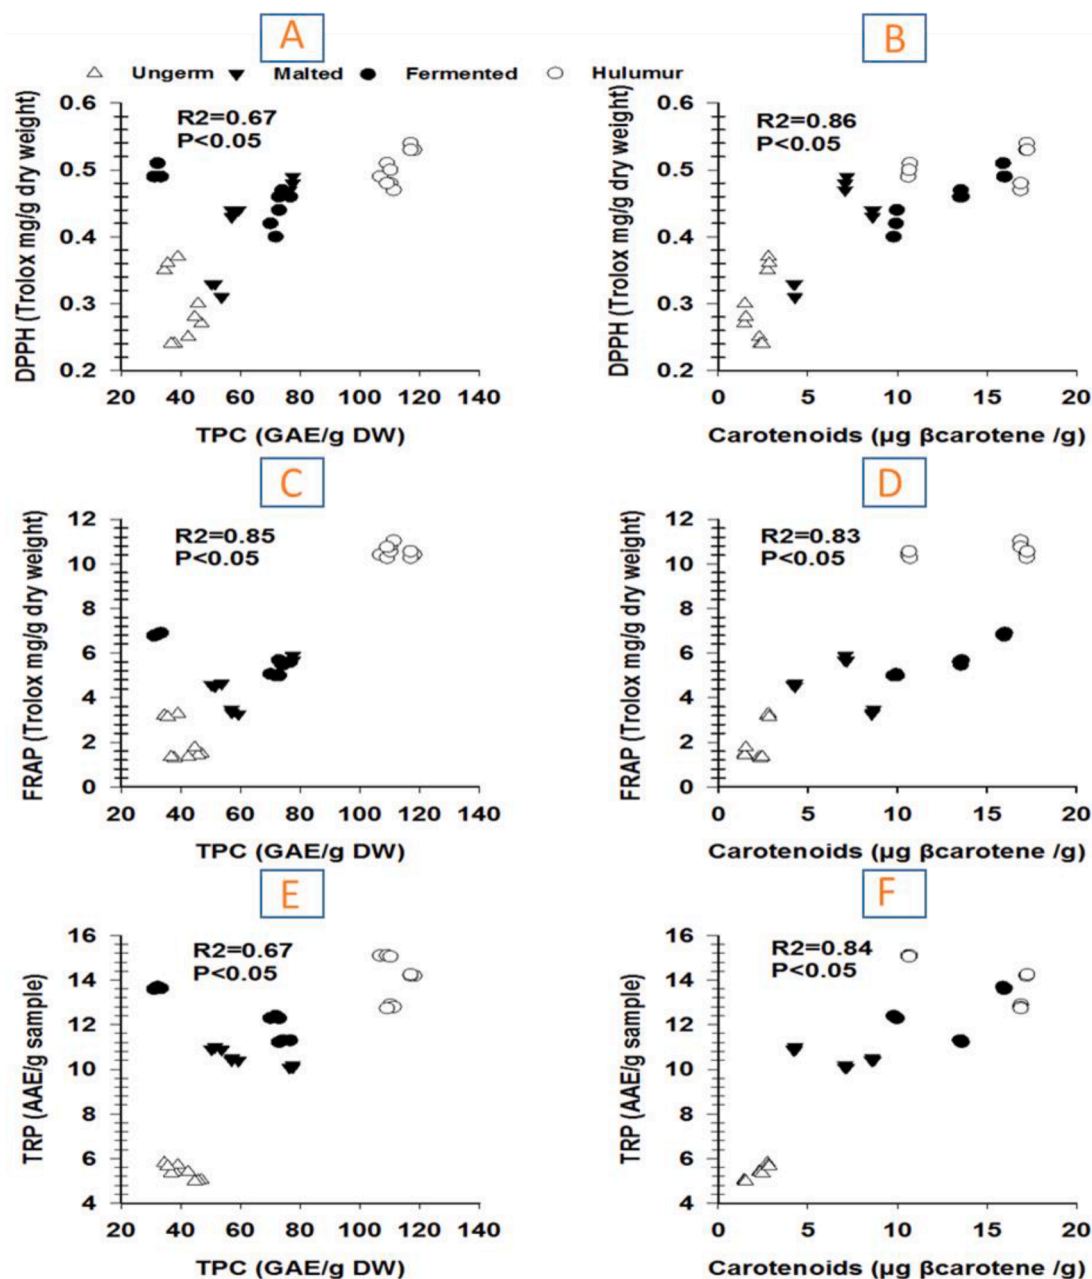 A
B
Ungerm Malted Fermented Hulumur
DPPH (Trolox mg/g dry weight)
0.6
0.5
0.4
0.3
0.2
R2=0.67
P<0.05
20 40 60 80 100 120 140
TPC (GAE/g DW)
DPPH (Trolox mg/g dry weight)
0.6
0.5
0.4
0.3
0.2
R2=0.86
P<0.05
0 5 10 15 20
Carotenoids (µg βcarotene /g)
C
D
FRAP (Trolox mg/g dry weight)
12
10
8
6
4
2
0
R2=0.85
P<0.05
20 40 60 80 100 120 140
TPC (GAE/g DW)
FRAP (Trolox mg/g dry weight)
12
10
8
6
4
2
0
R2=0.83
P<0.05
0 5 10 15 20
Carotenoids (µg βcarotene /g)
E
F
TRP (AAE/g sample)
16
14
12
10
8
6
4
R2=0.67
P<0.05
20 40 60 80 100 120 140
TPC (GAE/g DW)
TRP (AAE/g sample)
16
14
12
10
8
6
4
R2=0.84
P<0.05
0 5 10 15 20
Carotenoids (µg βcarotene /g)